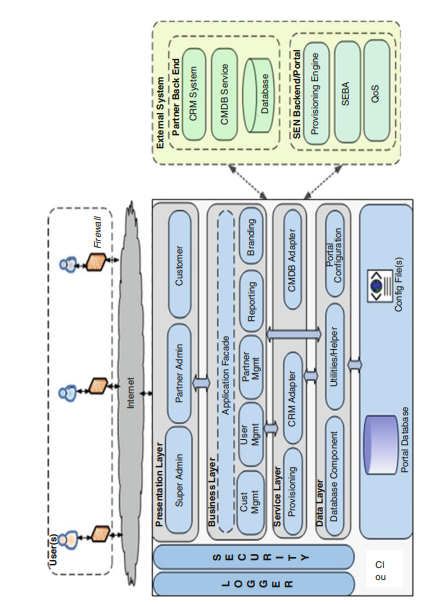 User(s)
Firewall
Internet
Presentation Layer
Super Admin
Partner Admin
Customer
Business Layer
Application Facade
Cust
Mgmt
User
Mgmt
Partner
Mgmt
Reporting
Branding
Service Layer
Provisioning
CRM Adapter
CMDB Adapter
Data Layer
Database Component
Utilities/Helper
Portal
Configuration
Portal Database
Config File(s)
SECURITY
LOGGER
Cl
ou
External System
Partner Back End
CRM System
CMDB Service
Database
SEN Backend/Portal
Provisioning Engine
SEBA
QoS